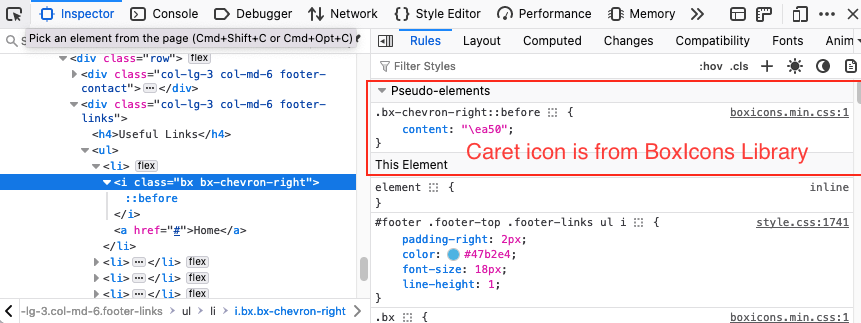 Inspector Console Debugger Network Style Editor Performance Memory
Pick an element from the page (Cmd+Shift+C or Cmd+Opt+C)
<div class="row"> flex
<div class="col-lg-3 col-md-6 footer-
contact"> ⋯ </div>
<div class="col-lg-3 col-md-6 footer-
links">
<h4>Useful Links</h4>
<ul>
<li> flex
<i class="bx bx-chevron-right">
::before
</i>
<a href="#">Home</a>
</li>
<li> ⋯ </li> flex
<li> ⋯ </li> flex
<li> ⋯ </li> flex
-lg-3.col-md-6.footer-links > ul > li > i.bx.bx-chevron-right
Rules Layout Computed Changes Compatibility Fonts Anim
Filter Styles :hov .cls +
Pseudo-elements
.bx-chevron-right::before { boxicons.min.css:1
content: "\ea50";
}
Caret icon is from BoxIcons Library
This Element
element { inline
}
#footer .footer-top .footer-links ul i { style.css:1741
padding-right: 2px;
color: #47b2e4;
font-size: 18px;
line-height: 1;
}
.bx { boxicons.min.css:1